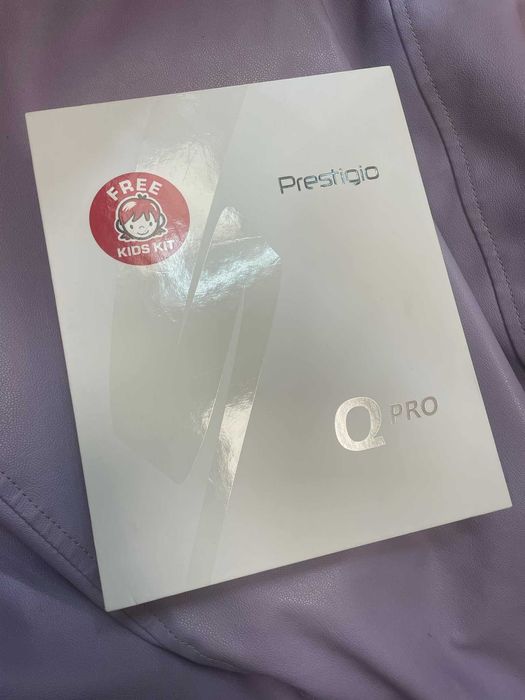 FREE
KIDS KIT
Prestigio
Q PRO